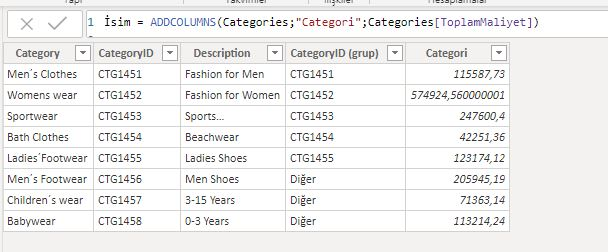 1 İsim = ADDCOLUMNS(Categories;"Categori";Categories[ToplamMaliyet])
Category CategoryID Description CategoryID (grup) Categori
Men´s Clothes CTG1451 Fashion for Men CTG1451 115587,73
Womens wear CTG1452 Fashion for Women CTG1452 574924,560000001
Sportwear CTG1453 Sports... CTG1453 247600,4
Bath Clothes CTG1454 Beachwear CTG1454 42251,36
Ladies´Footwear CTG1455 Ladies Shoes CTG1455 123174,12
Men´s Footwear CTG1456 Men Shoes Diğer 205945,19
Children´s wear CTG1457 3-15 Years Diğer 71363,14
Babywear CTG1458 0-3 Years Diğer 113214,24